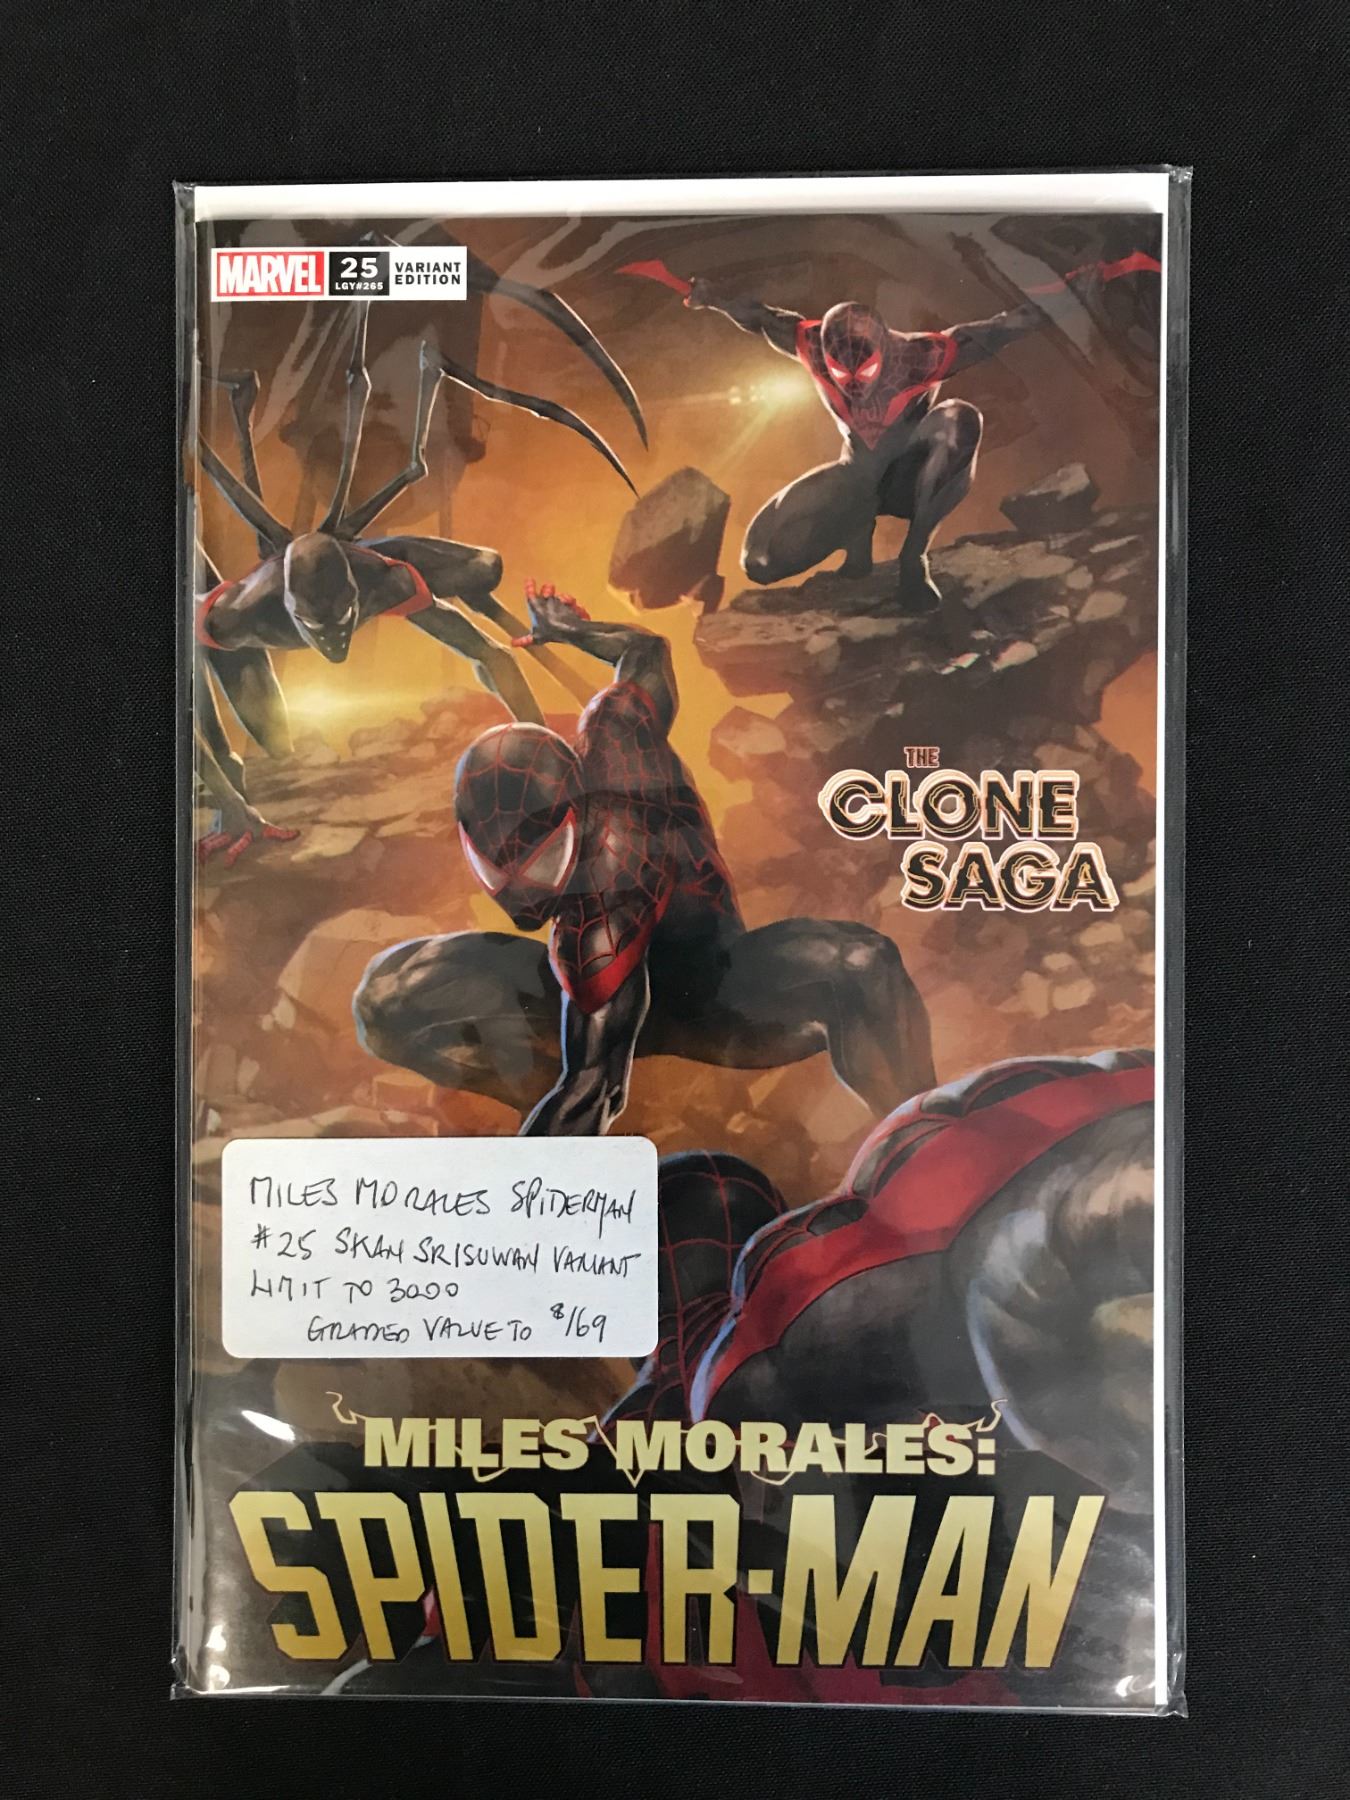 MARVEL
25
LGY#265
VARIANT
EDITION
THE
CLONE
SAGA
MILES MORALES SPIDERMAN
#25 SKAN SRISUWAN VARIANT
LIMIT TO 3000
GRADED VALUE TO $169
MILES MORALES:
SPIDER-MAN